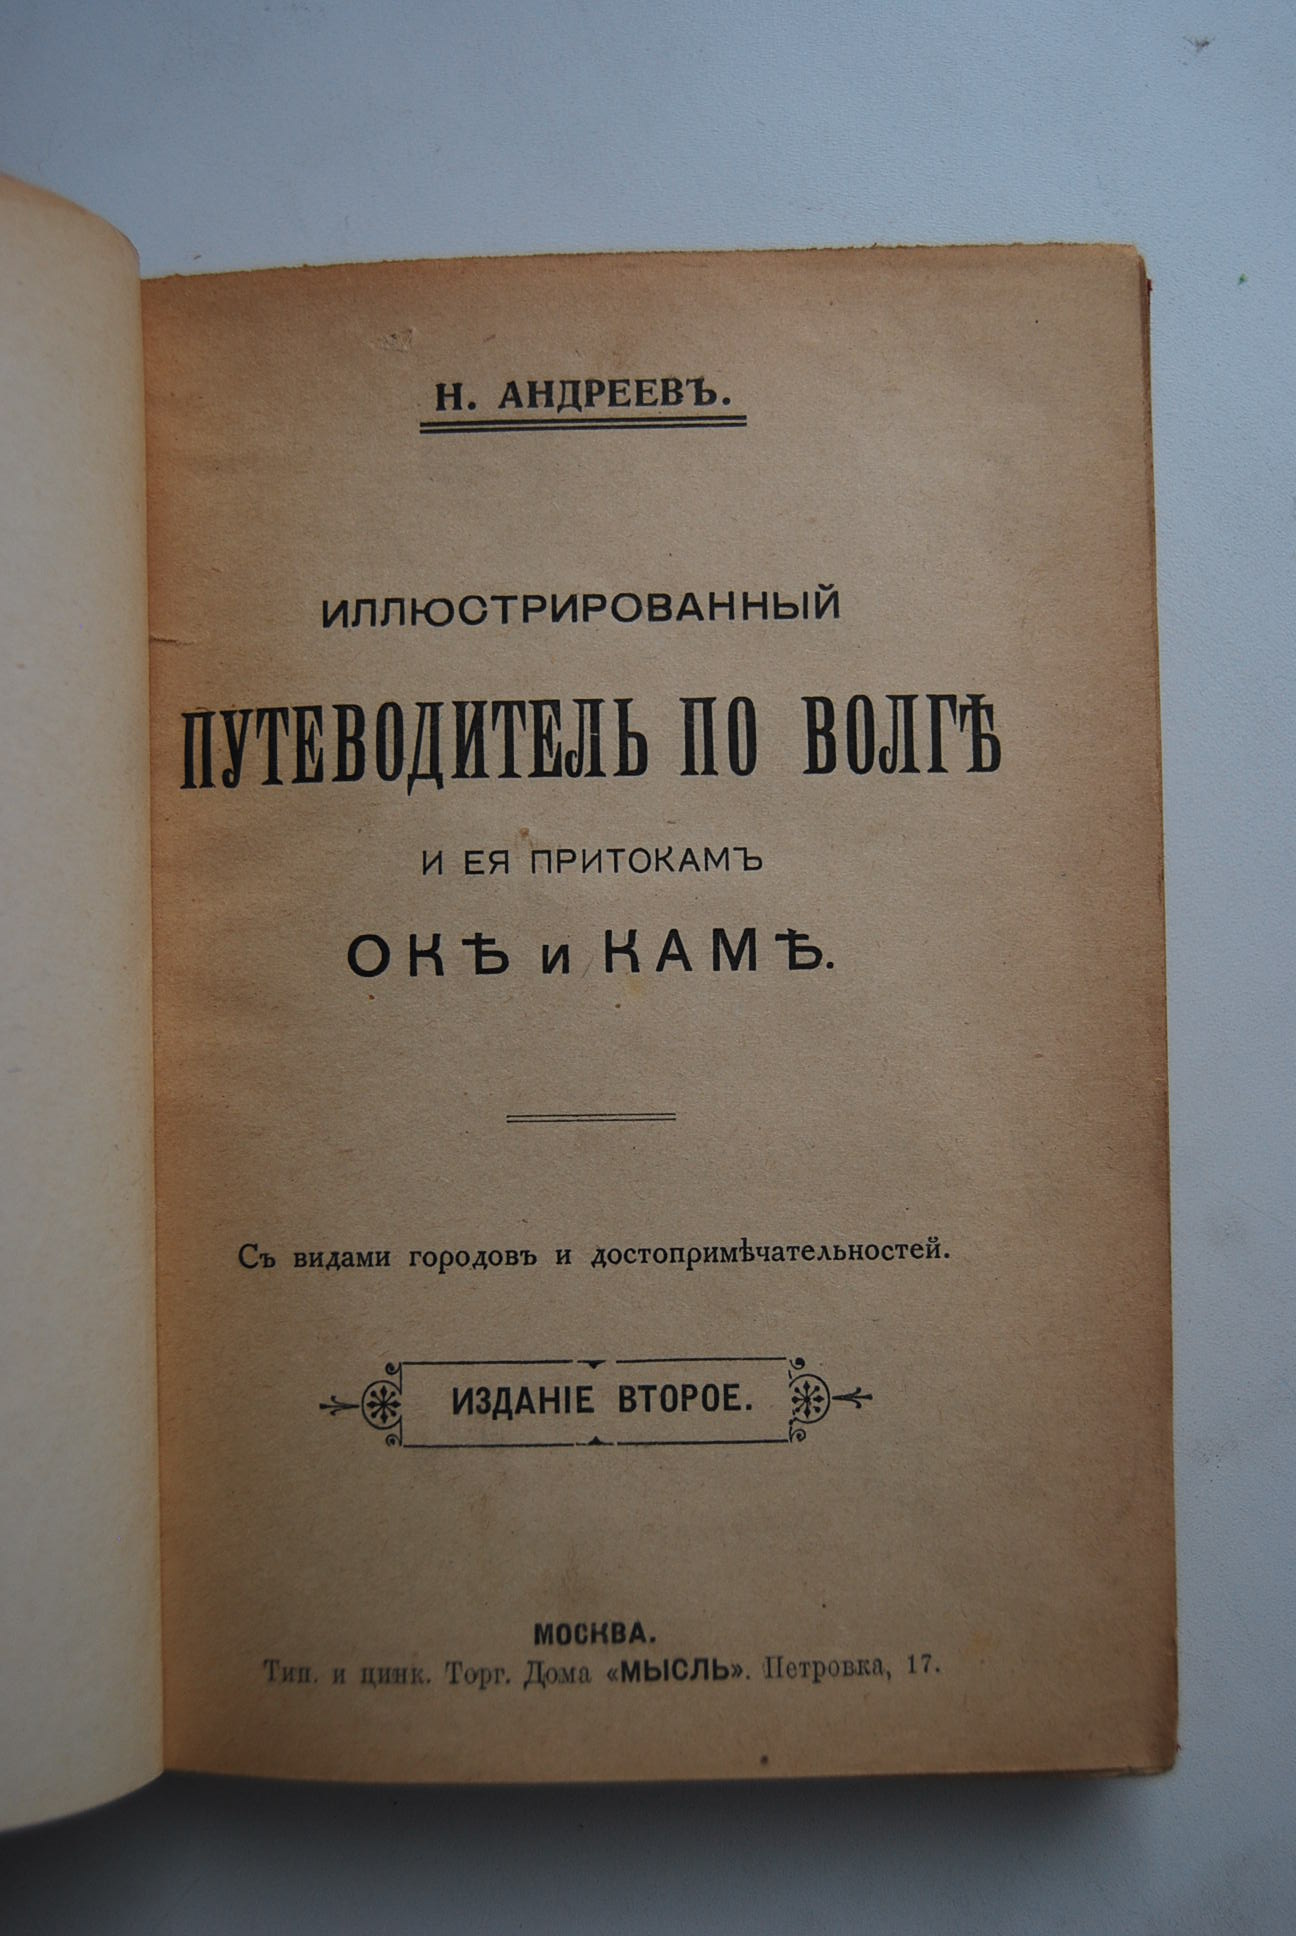 Н. АНДРЕЕВЪ.
ИЛЛЮСТРИРОВАННЫЙ
ПУТЕВОДИТЕЛЬ ПО ВОЛГѢ
И ЕЯ ПРИТОКАМЪ
ОКѢ и КАМѢ.
Съ видами городовъ и достопримѣчательностей.
ИЗДАНІЕ ВТОРОЕ.
МОСКВА.
Тип. и цинк. Торг. Дома «МЫСЛЬ». Петровка, 17.